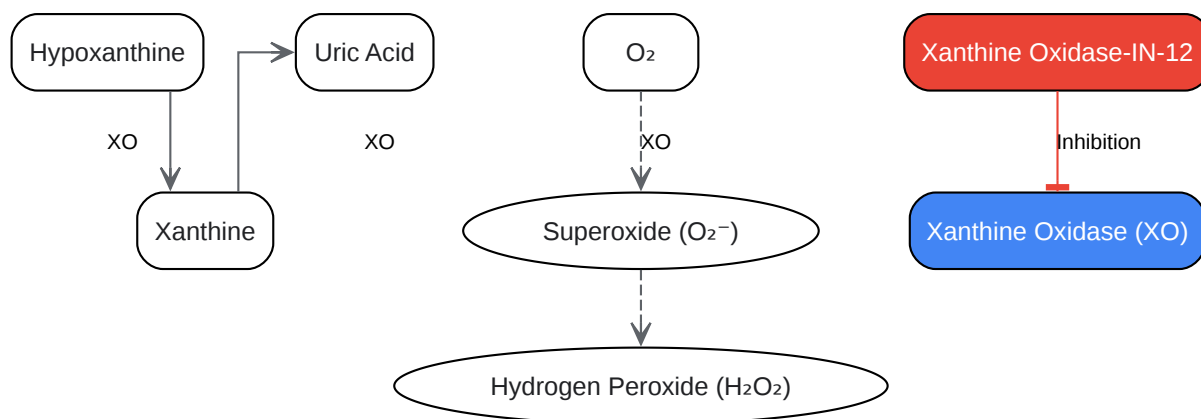 Hypoxanthine
Uric Acid
O₂
Xanthine Oxidase-IN-12
XO
XO
XO
Inhibition
Xanthine
Superoxide (O₂⁻)
Xanthine Oxidase (XO)
Hydrogen Peroxide (H₂O₂)